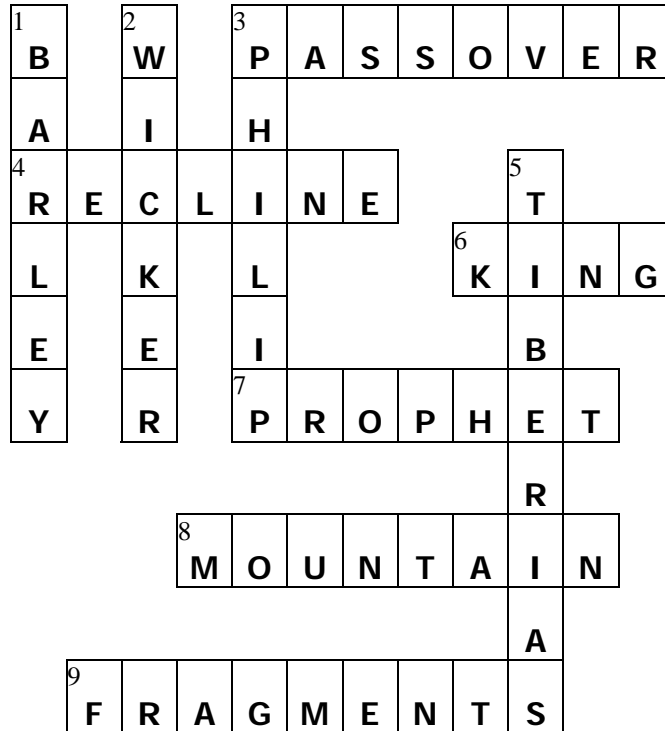 1 2 3
B W P A S S O V E R
A I H
4 5
R E C L I N E T
6
L K L K I N G
E E I B
7
Y R P R O P H E T
R
8
M O U N T A I N
A
9
F R A G M E N T S